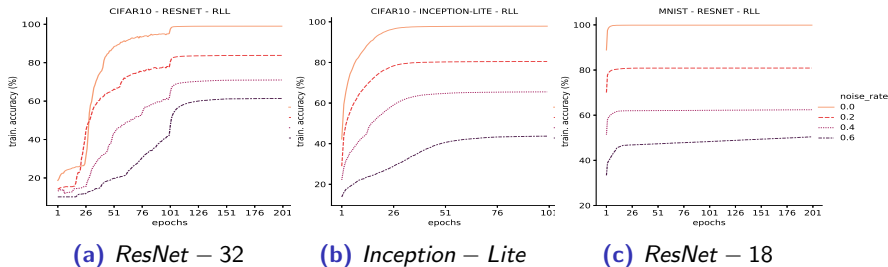 CIFAR10 - RESNET - RLL
train. accuracy (%)
100
80
60
40
20
1 26 51 76 101 126 151 176 201
epochs
(a) ResNet − 32
CIFAR10 - INCEPTION-LITE - RLL
train. accuracy (%)
100
80
60
40
20
1 26 51 76 101
epochs
(b) Inception − Lite
MNIST - RESNET - RLL
train. accuracy (%)
100
80
60
40
20
1 26 51 76 101 126 151 176 201
epochs
(c) ResNet − 18
noise_rate
0.0
0.2
0.4
0.6